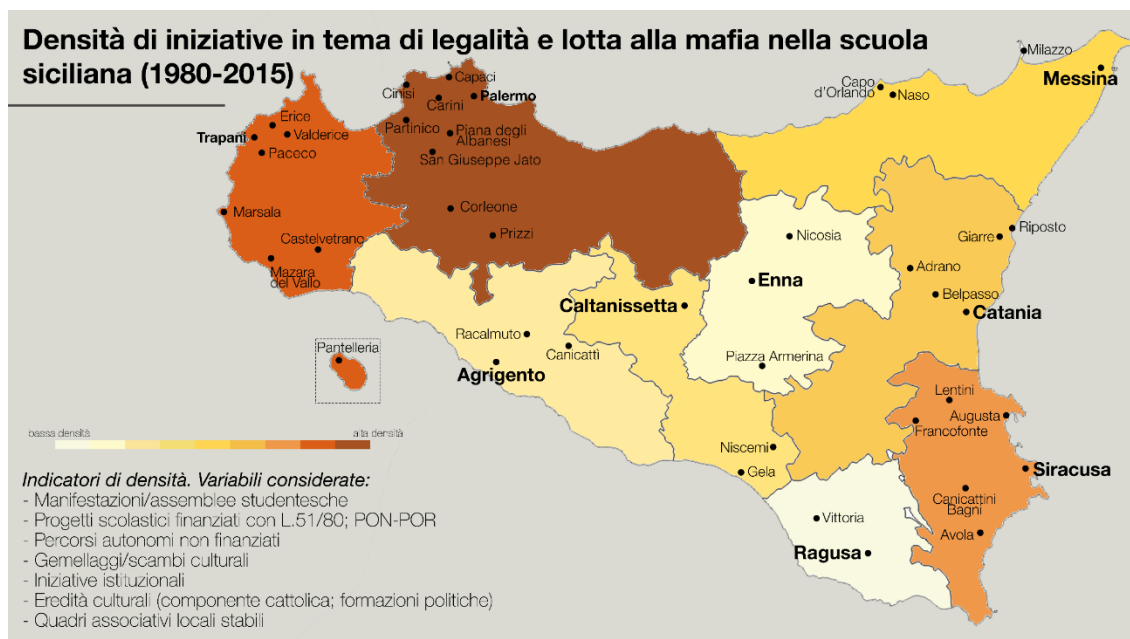 Densità di iniziative in tema di legalità e lotta alla mafia nella scuola
siciliana (1980-2015)
Milazzo
Messina
Capo
d'Orlando
Naso
Capaci
Cinisi
Carini
Palermo
Partinico
Piana degli
Albanesi
San Giuseppe Jato
Erice
Trapani
Valderice
Paceco
Marsala
Corleone
Prizzi
Castelvetrano
Mazara
del Vallo
Nicosia
Riposto
Giarre
Adrano
Enna
Belpasso
Catania
Caltanissetta
Racalmuto
Canicattì
Agrigento
Piazza Armerina
Pantelleria
Lentini
Augusta
Francofonte
Niscemi
Gela
Siracusa
Canicattini
Bagni
Avola
Vittoria
Ragusa
bassa densità
alta densità
Indicatori di densità. Variabili considerate:
- Manifestazioni/assemblee studentesche
- Progetti scolastici finanziati con L.51/80; PON-POR
- Percorsi autonomi non finanziati
- Gemellaggi/scambi culturali
- Iniziative istituzionali
- Eredità culturali (componente cattolica; formazioni politiche)
- Quadri associativi locali stabili